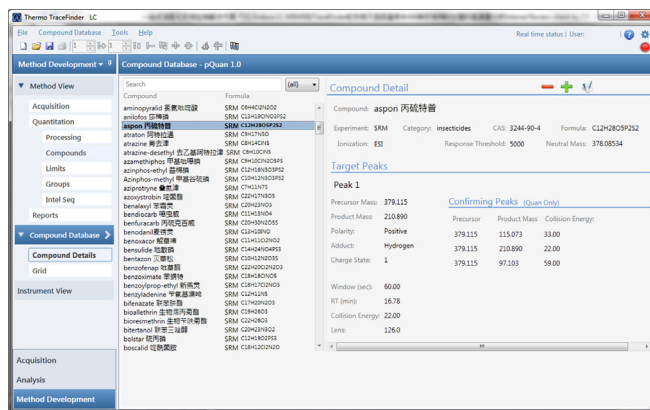 Thermo TraceFinder LC
File Compound Database Tools Help
Real time status | User:
Method Development
Compound Database - pQuan 1.0
Method View
Acquisition
Quantitation
Processing
Compounds
Limits
Groups
Intel Seq
Reports
Compound Database
Compound Details
Grid
Instrument View
Acquisition
Analysis
Method Development
Search (all)
Compound Formula
aminopyralid 氯氨吡啶酸 SRM C6H4Cl2N2O2
anilofos 莎稗磷 SRM C13H19ClNO3PS2
aspon 丙硫特普 SRM C12H28O5P2S2
atraton 阿特拉通 SRM C9H17N5O
atrazine 莠去津 SRM C8H14ClN5
atrazine-desethyl 去乙基阿特拉津 SRM C6H10ClN5
azamethiphos 甲基吡噁磷 SRM C9H10ClN2O5PS
azinphos-ethyl 益棉磷 SRM C12H16N3O3PS2
Azinphos-methyl 甲基谷硫磷 SRM C10H12N3O3PS2
aziprotryne 叠氮津 SRM C7H11N7S
azoxystrobin 嘧菌酯 SRM C22H17N3O5
benalaxyl 苯霜灵 SRM C20H23NO3
bendiocarb 噁虫威 SRM C11H13NO4
benfuracarb 丙硫克百威 SRM C20H30N2O5S
benodanil 麦锈灵 SRM C13H10INO
benoxacor 解草嗪 SRM C11H11Cl2NO2
bensulide 地散磷 SRM C14H24NO4PS3
bentazon 灭草松 SRM C10H12N2O3S
benzofenap 吡草酮 SRM C22H20Cl2N2O3
benzoximate 苯螨特 SRM C18H18ClNO5
benzoylprop-ethyl 新燕灵 SRM C18H17Cl2NO3
benzyladenine 苄氨基嘌呤 SRM C12H11N5
bifenazate 联苯肼酯 SRM C17H20N2O3
bioallethrin 生物烯丙菊酯 SRM C19H26O3
bioresmethrin 生物苄呋菊酯 SRM C22H26O3
bitertanol 联苯三唑醇 SRM C20H23N3O2
bolstar 硫丙磷 SRM C12H19O2PS3
boscalid 啶酰菌胺 SRM C18H12Cl2N2O
Compound Detail
Compound: aspon 丙硫特普
Experiment: SRM Category: insecticides CAS: 3244-90-4 Formula: C12H28O5P2S2
Ionization: ESI Response Threshold: 5000 Neutral Mass: 378.08534
Target Peaks
Peak 1
Precursor Mass: 379.115
Product Mass: 210.890
Polarity: Positive
Adduct: Hydrogen
Charge State: 1
Window (sec): 60.00
RT (min): 16.78
Collision Energy: 22.00
Lens: 126.0
Confirming Peaks (Quan Only)
Precursor Product Mass Collision Energy:
379.115 115.073 33.00
379.115 210.890 22.00
379.115 97.103 59.00